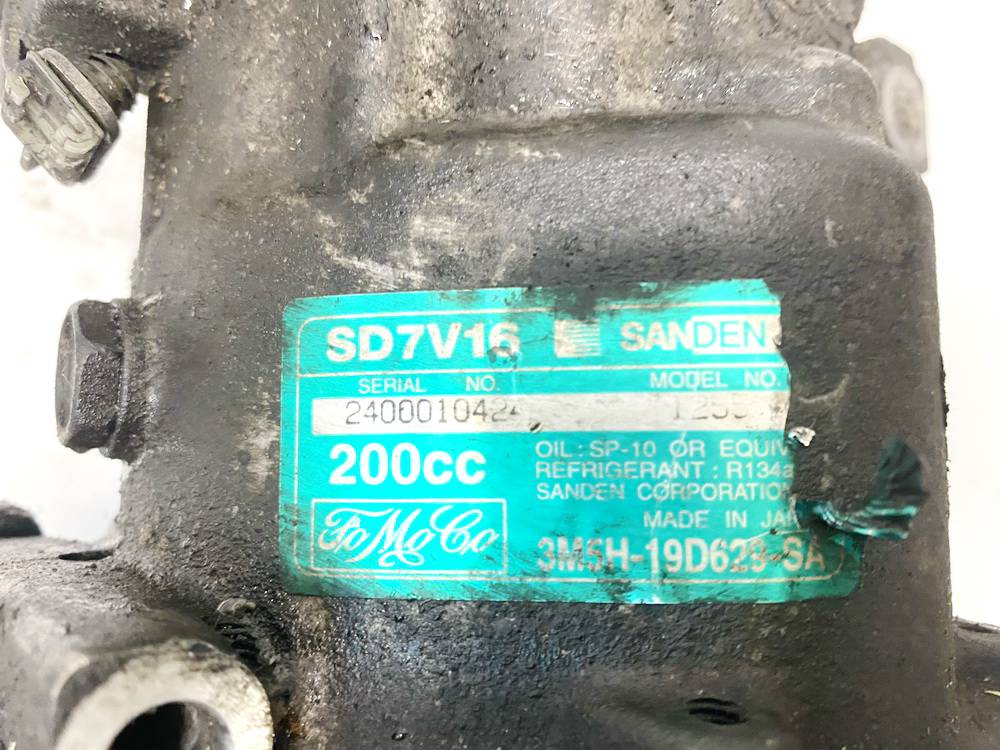 SD7V16 SANDEN
SERIAL NO. MODEL NO.
2400010424
200cc
OIL : SP-10 OR EQUIV
REFRIGERANT : R134a
SANDEN CORPORATIO
MADE IN JAP
FoMoCo
3M5H-19D629-SA